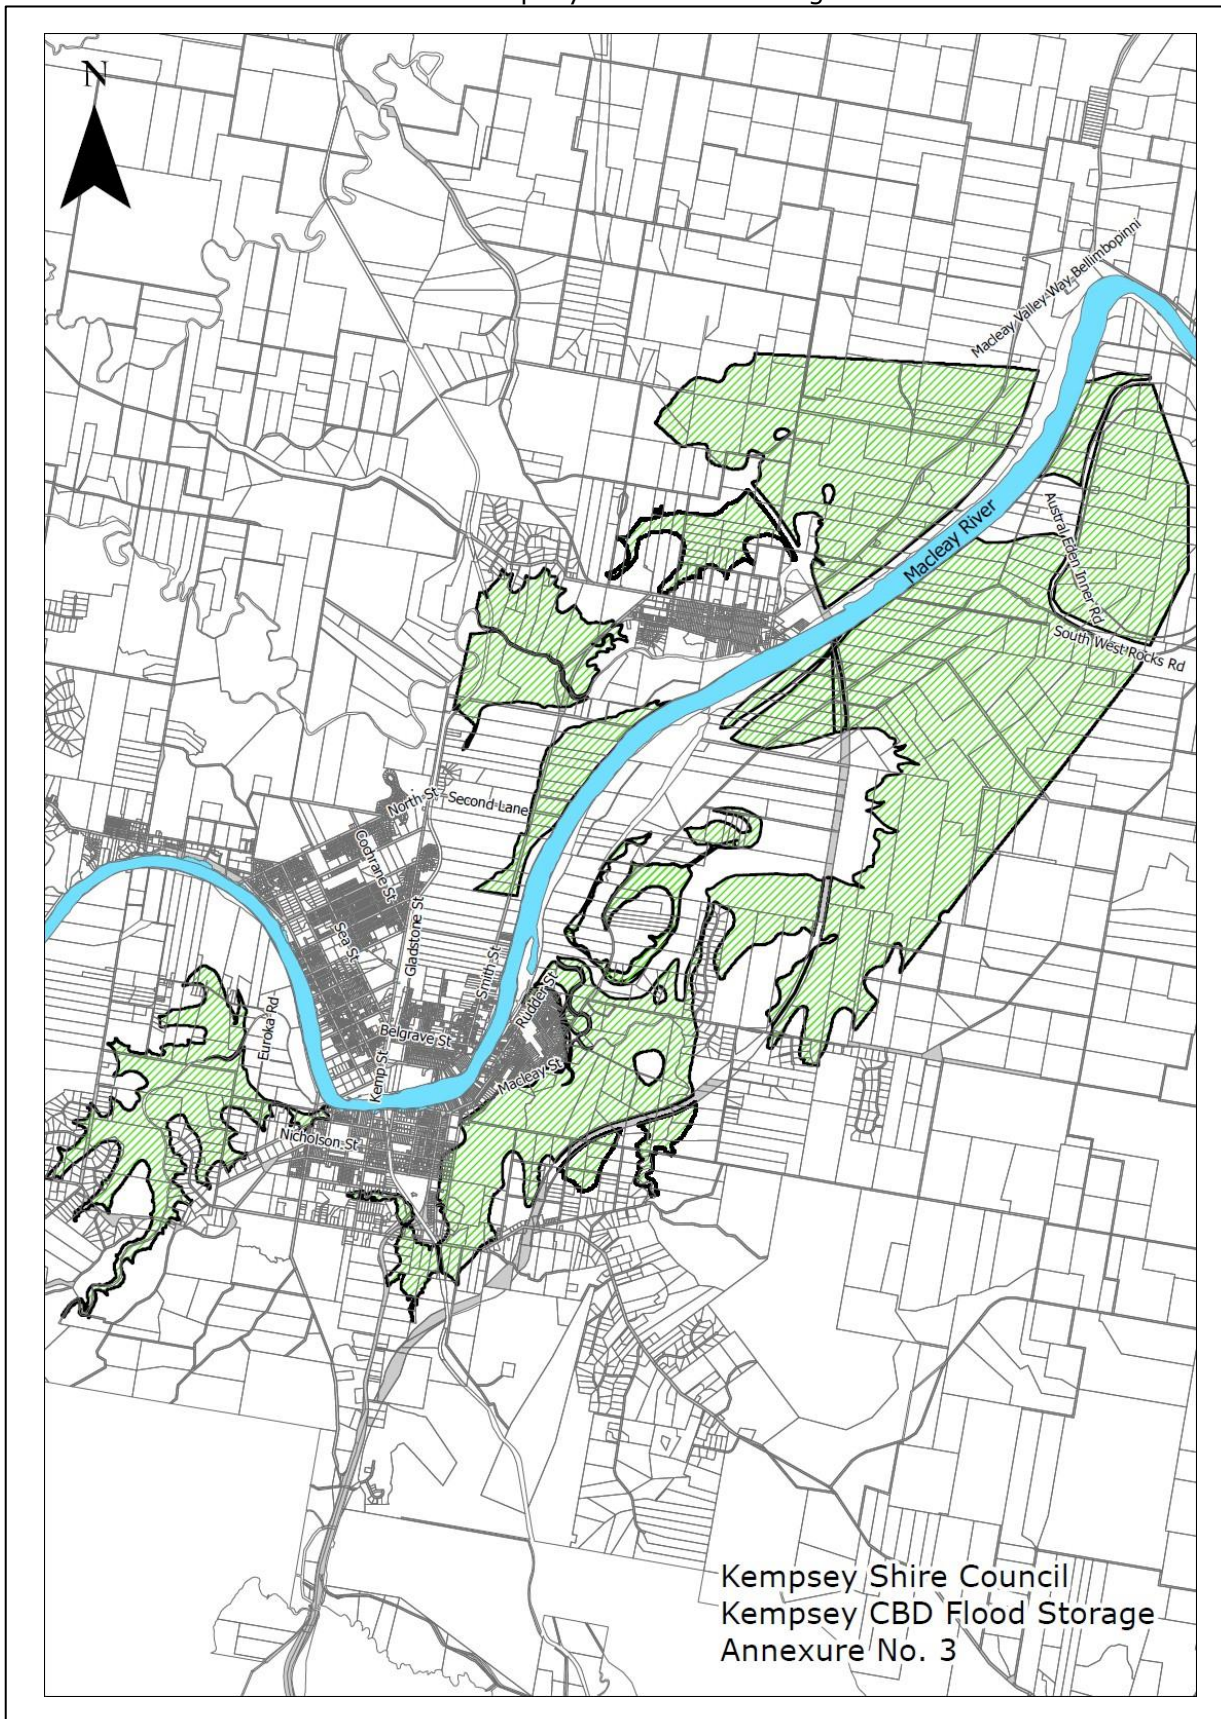 N
Macleay Valley Way Bellimbopinni
Macleay River
Austral Eden Inner Rd
South West Rocks Rd
North St
Second Lane
Cochrane St
Sea St
Gladstone St
Smith St
Rudder St
Euroka Rd
Belgrave St
Kemp St
Macleay St
Nicholson St
Kempsey Shire Council
Kempsey CBD Flood Storage
Annexure No. 3